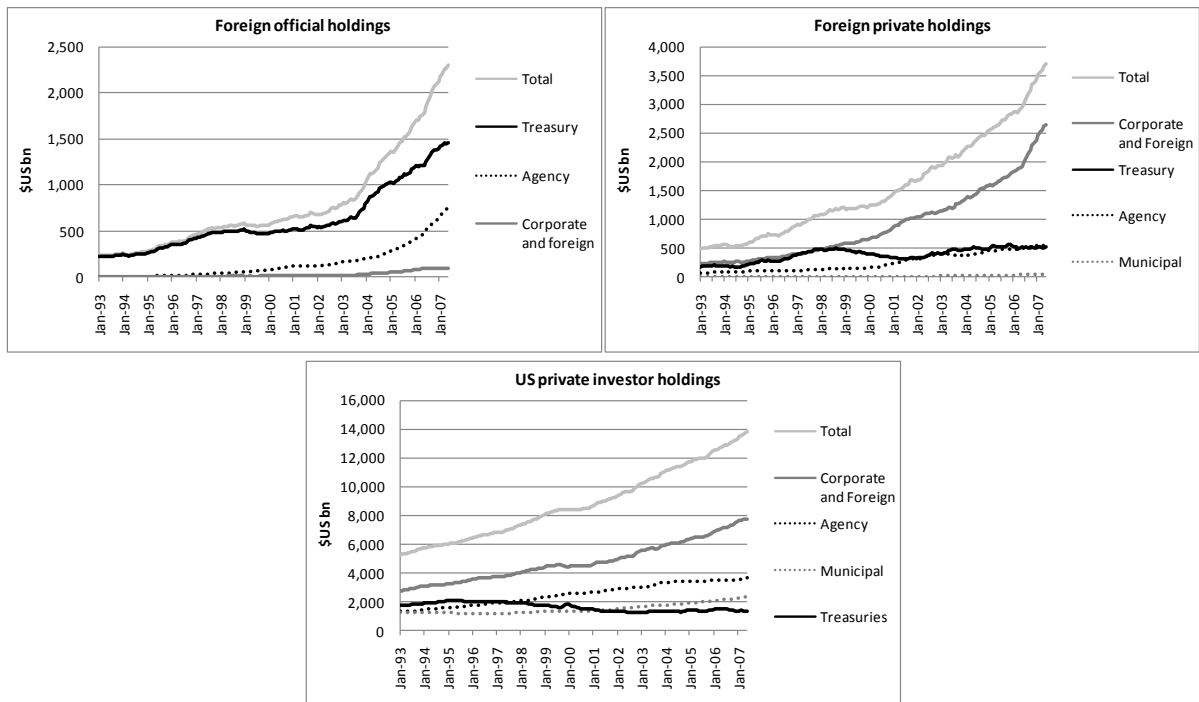 Foreign official holdings
2,500
2,000
1,500
1,000
500
0
$US bn
Jan-93
Jan-94
Jan-95
Jan-96
Jan-97
Jan-98
Jan-99
Jan-00
Jan-01
Jan-02
Jan-03
Jan-04
Jan-05
Jan-06
Jan-07
Total
Treasury
Agency
Corporate
and foreign
Foreign private holdings
4,000
3,500
3,000
2,500
2,000
1,500
1,000
500
0
$US bn
Jan-93
Jan-94
Jan-95
Jan-96
Jan-97
Jan-98
Jan-99
Jan-00
Jan-01
Jan-02
Jan-03
Jan-04
Jan-05
Jan-06
Jan-07
Total
Corporate
and Foreign
Treasury
Agency
Municipal
US private investor holdings
16,000
14,000
12,000
10,000
8,000
6,000
4,000
2,000
0
$US bn
Jan-93
Jan-94
Jan-95
Jan-96
Jan-97
Jan-98
Jan-99
Jan-00
Jan-01
Jan-02
Jan-03
Jan-04
Jan-05
Jan-06
Jan-07
Total
Corporate
and Foreign
Agency
Municipal
Treasuries